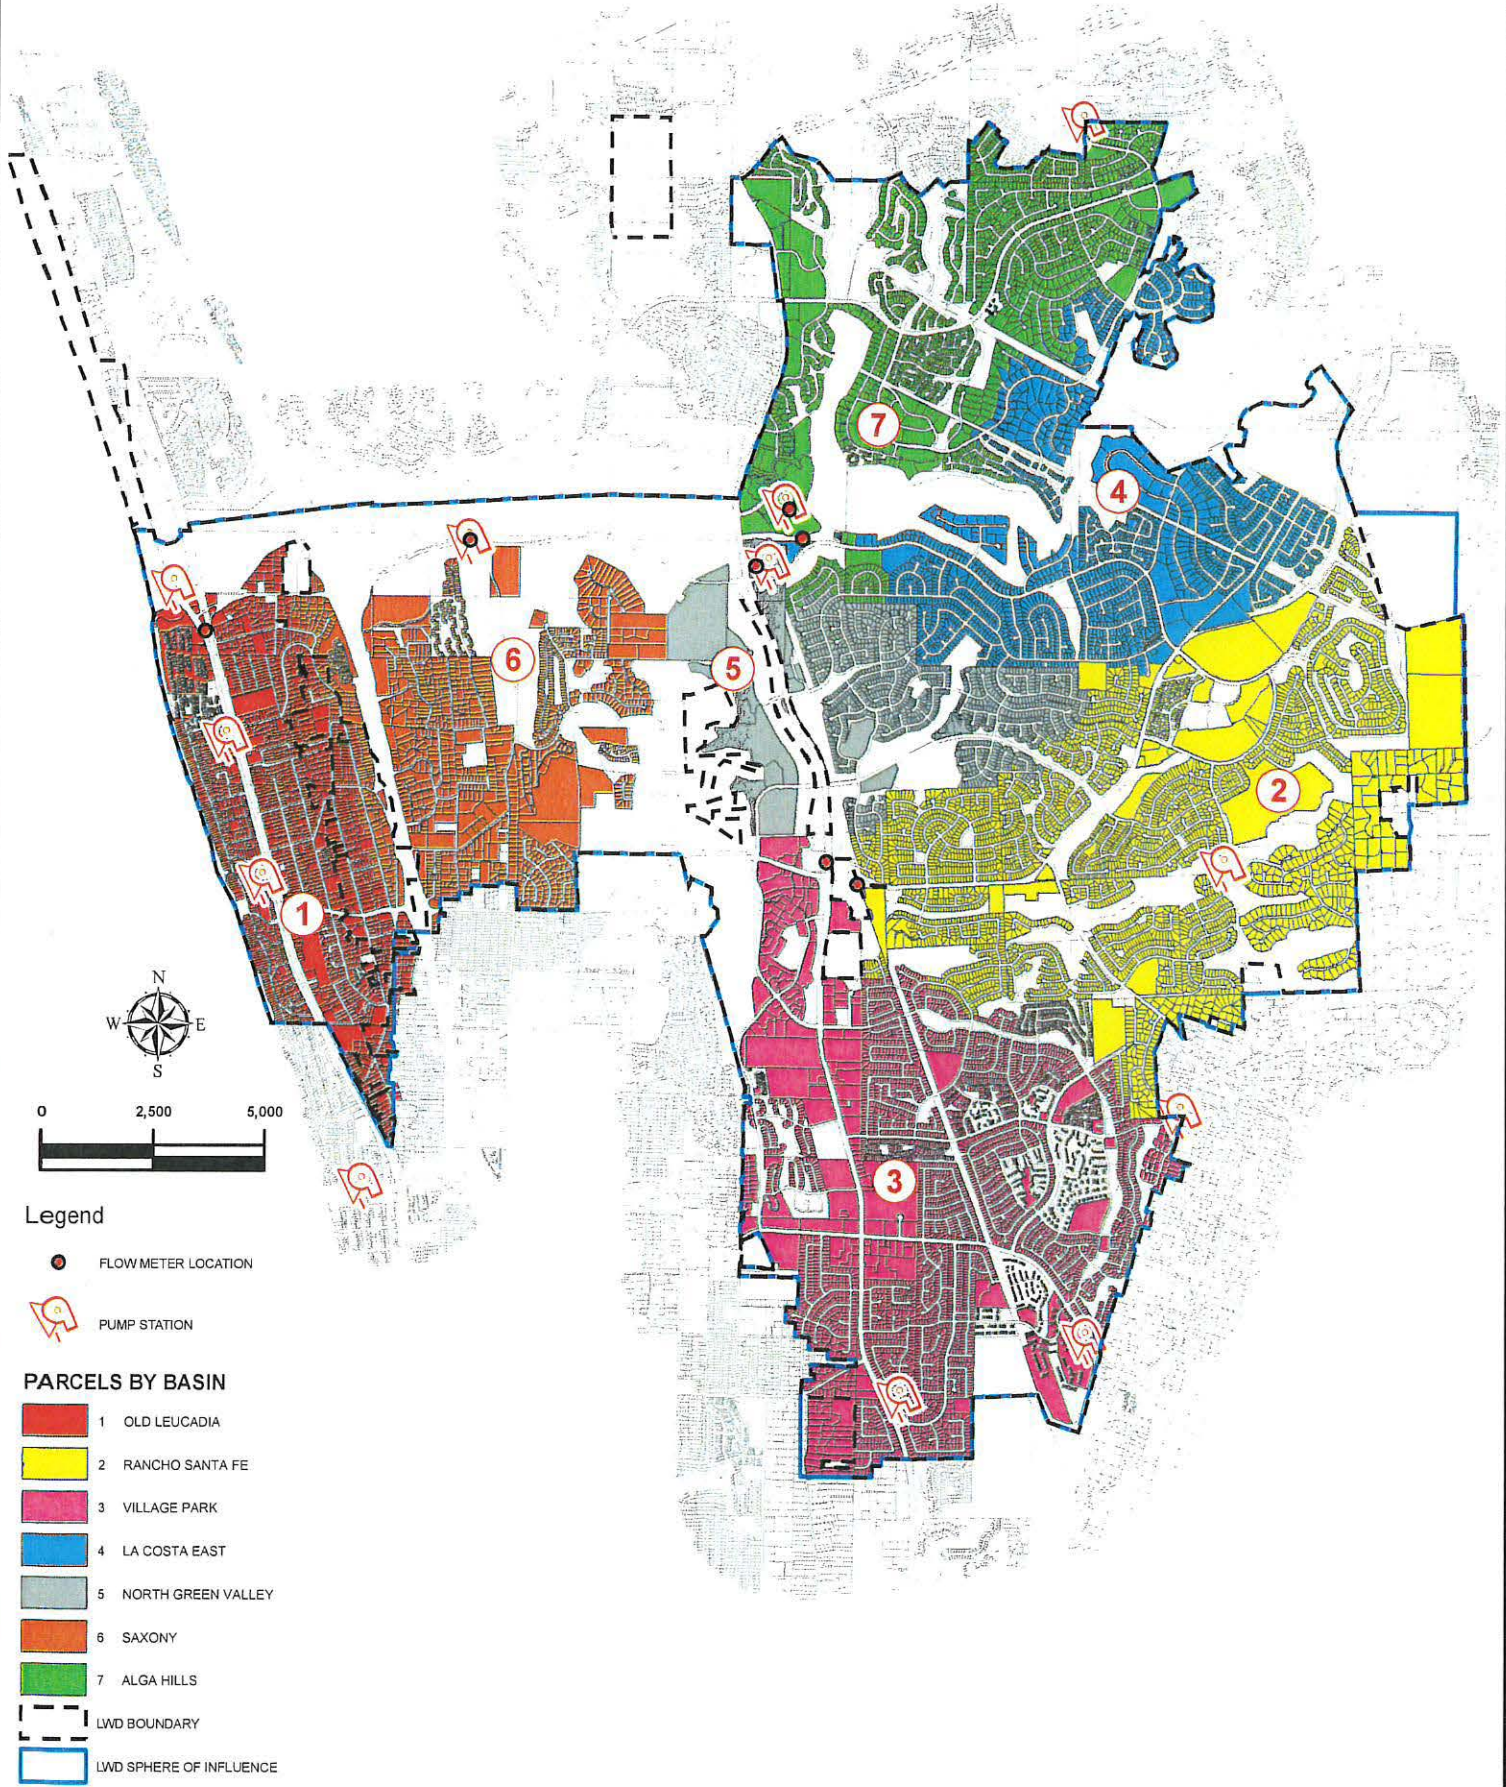 7
4
6
5
2
1
N
W E
S
3
0 2,500 5,000
Legend
FLOW METER LOCATION
PUMP STATION
PARCELS BY BASIN
1 OLD LEUCADIA
2 RANCHO SANTA FE
3 VILLAGE PARK
4 LA COSTA EAST
5 NORTH GREEN VALLEY
6 SAXONY
7 ALGA HILLS
LWD BOUNDARY
LWD SPHERE OF INFLUENCE